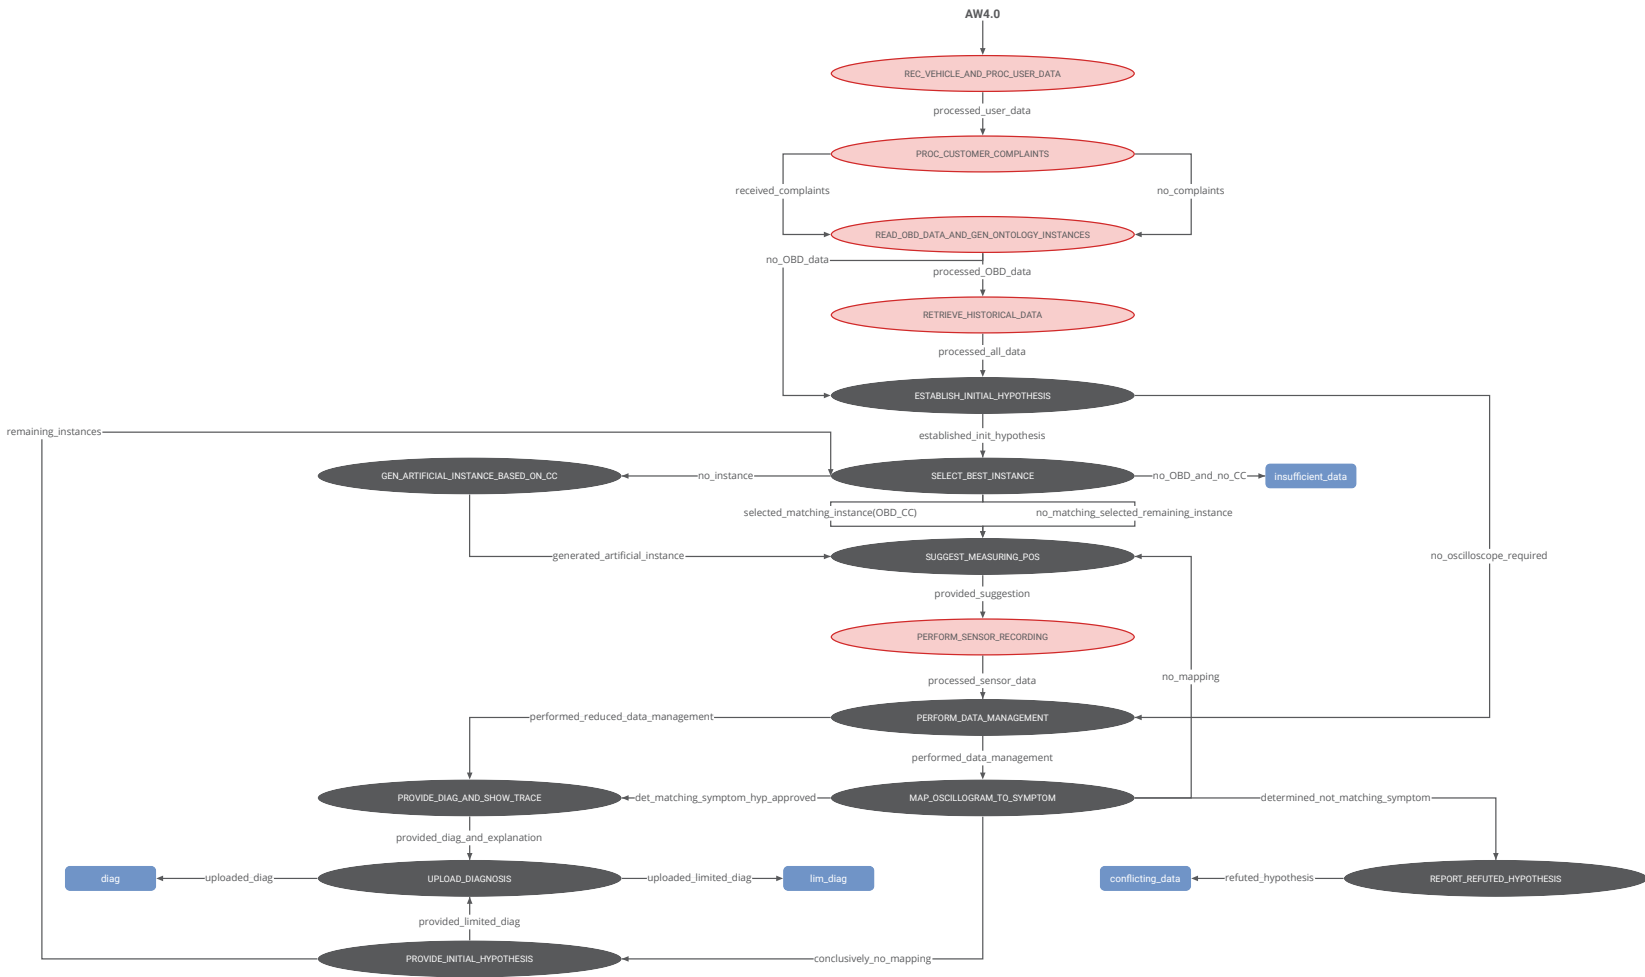 AW4.0
REC_VEHICLE_AND_PROC_USER_DATA
processed_user_data
PROC_CUSTOMER_COMPLAINTS
received_complaints
no_complaints
READ_OBD_DATA_AND_GEN_ONTOLOGY_INSTANCES
no_OBD_data
processed_OBD_data
RETRIEVE_HISTORICAL_DATA
processed_all_data
ESTABLISH_INITIAL_HYPOTHESIS
remaining_instances
established_init_hypothesis
GEN_ARTIFICIAL_INSTANCE_BASED_ON_CC
no_instance
SELECT_BEST_INSTANCE
no_OBD_and_no_CC
insufficient_data
selected_matching_instance(OBD_CC)
no_matching_selected_remaining_instance
generated_artificial_instance
SUGGEST_MEASURING_POS
no_oscilloscope_required
provided_suggestion
PERFORM_SENSOR_RECORDING
processed_sensor_data
no_mapping
performed_reduced_data_management
PERFORM_DATA_MANAGEMENT
performed_data_management
PROVIDE_DIAG_AND_SHOW_TRACE
det_matching_symptom_hyp_approved
MAP_OSCILLOGRAM_TO_SYMPTOM
determined_not_matching_symptom
provided_diag_and_explanation
diag
uploaded_diag
UPLOAD_DIAGNOSIS
uploaded_limited_diag
lim_diag
conflicting_data
refuted_hypothesis
REPORT_REFUTED_HYPOTHESIS
provided_limited_diag
PROVIDE_INITIAL_HYPOTHESIS
conclusively_no_mapping